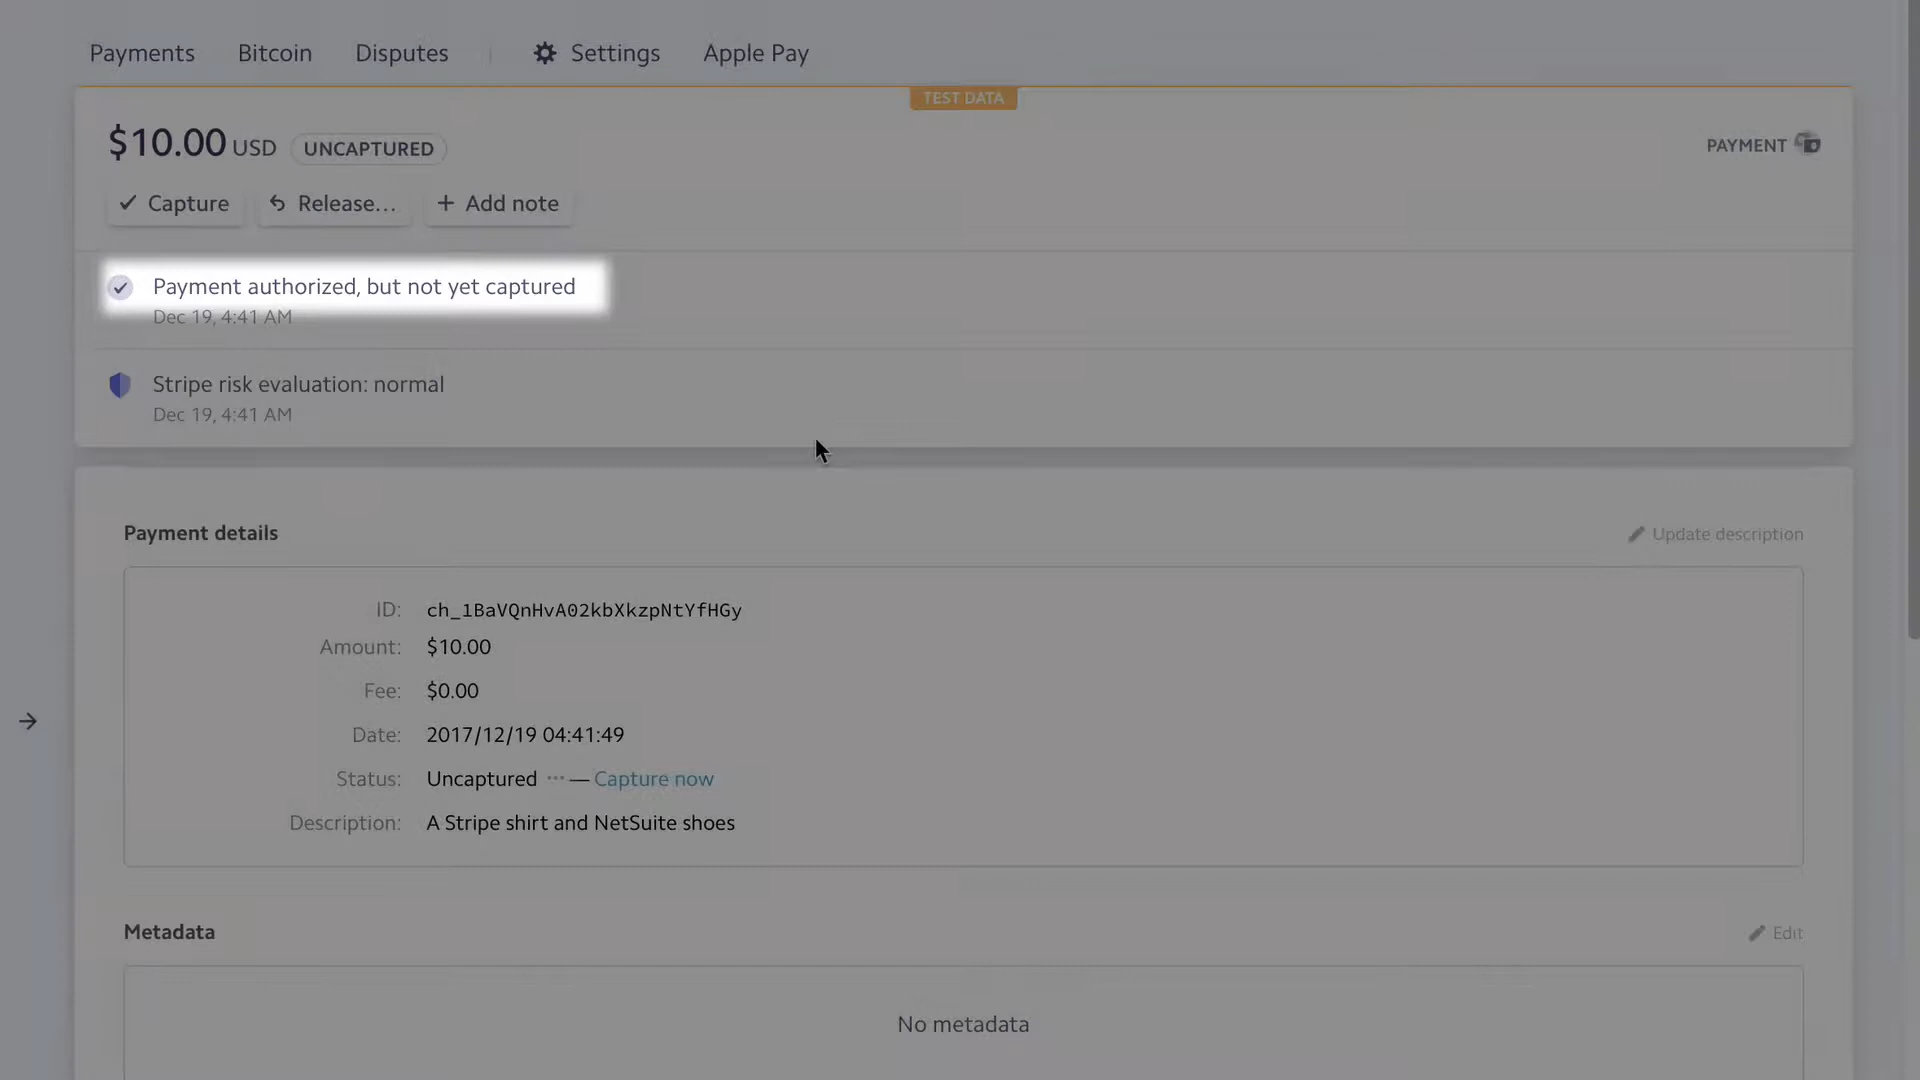 Payments Bitcoin Disputes Settings Apple Pay
TEST DATA
$10.00 USD UNCAPTURED
PAYMENT
Capture Release... Add note
Payment authorized, but not yet captured
Dec 19, 4:41 AM
Stripe risk evaluation: normal
Dec 19, 4:41 AM
Payment details
Update description
ID: ch_1BaVQnHvA02kbXkzpNtYfHGy
Amount: $10.00
Fee: $0.00
Date: 2017/12/19 04:41:49
Status: Uncaptured ··· — Capture now
Description: A Stripe shirt and NetSuite shoes
Metadata
Edit
No metadata